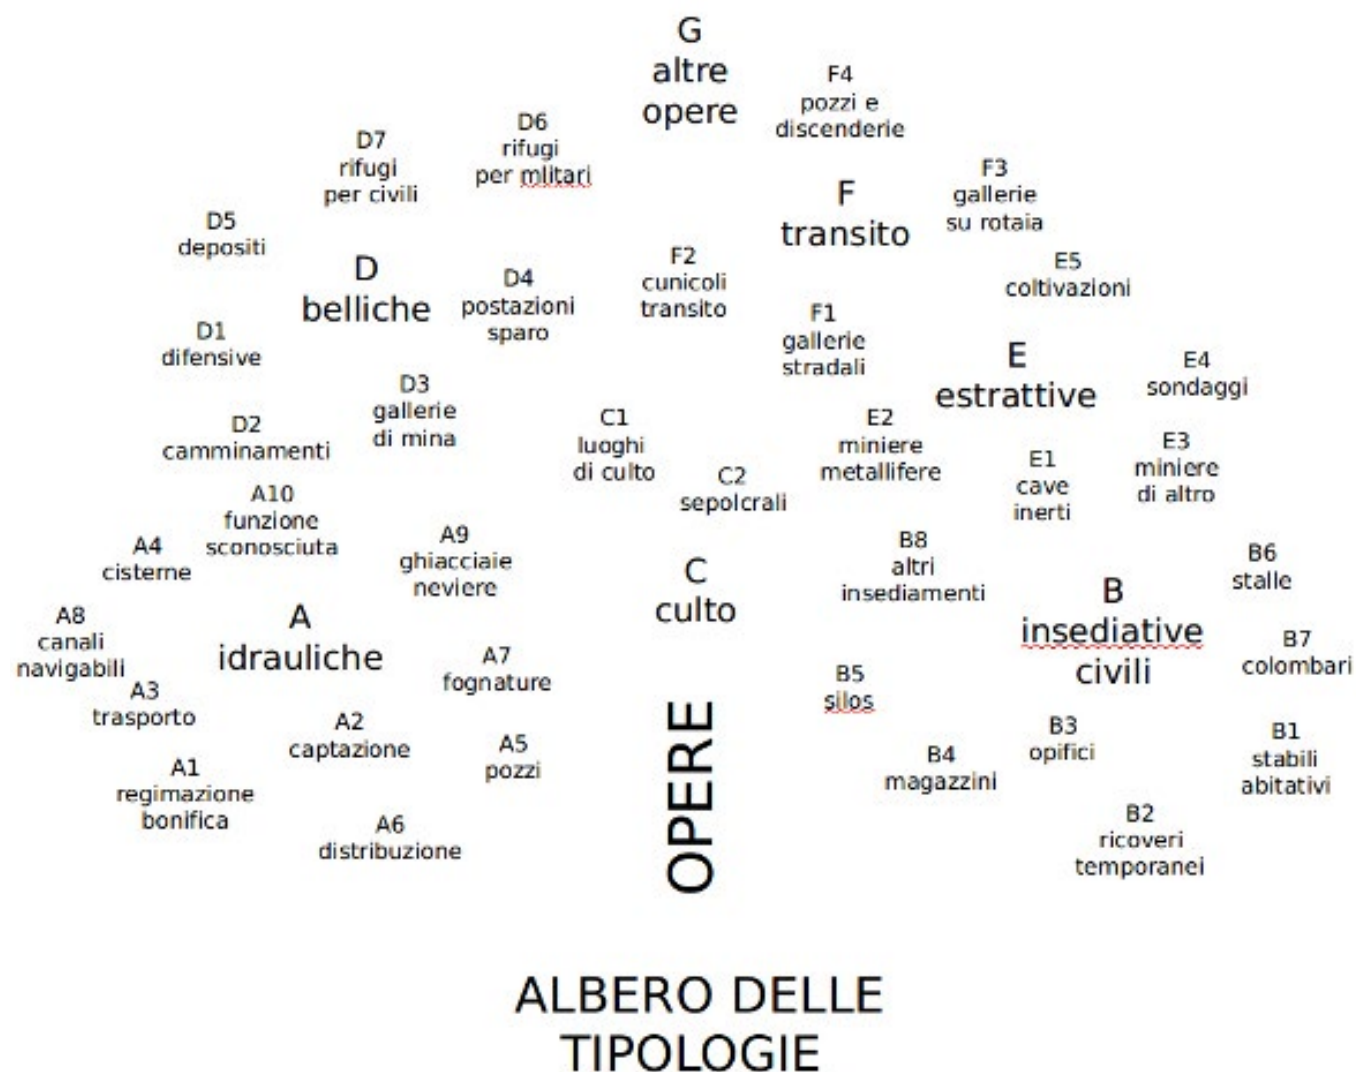 G
altre
opere
F4
pozzi e
discenderie
D6
rifugi
per mlitari
D7
rifugi
per civili
F3
gallerie
su rotaia
F
transito
D5
depositi
D
belliche
D4
postazioni
sparo
F2
cunicoli
transito
E5
coltivazioni
F1
gallerie
stradali
D1
difensive
E
estrattive
E4
sondaggi
D3
gallerie
di mina
D2
camminamenti
C1
luoghi
di culto
C2
sepolcrali
E2
miniere
metallifere
E1
cave
inerti
E3
miniere
di altro
A10
funzione
sconosciuta
A4
cisterne
A9
ghiacciaie
neviere
C
culto
B8
altri
insediamenti
B
insediative
civili
B6
stalle
A8
canali
navigabili
A
idrauliche
A7
fognature
B7
colombari
A3
trasporto
B5
silos
A2
captazione
A5
pozzi
B3
opifici
B4
magazzini
B1
stabili
abitativi
A1
regimazione
bonifica
A6
distribuzione
B2
ricoveri
temporanei
OPERE
ALBERO DELLE
TIPOLOGIE